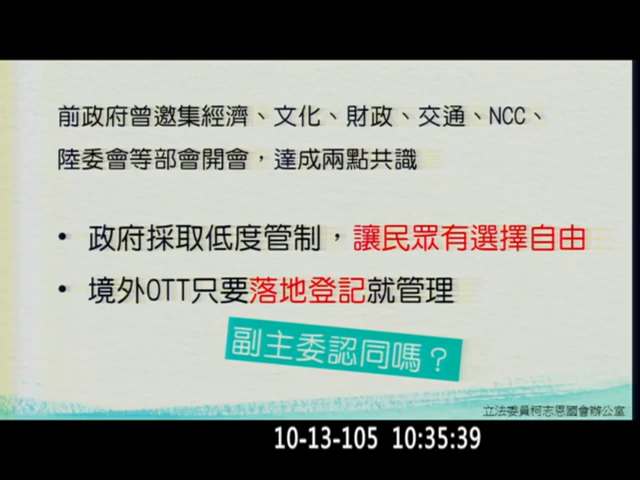 前政府曾邀集經濟、文化、財政、交通、NCC、
陸委會等部會開會，達成兩點共識
• 政府採取低度管制，讓民眾有選擇自由
• 境外OTT只要落地登記就管理
副主委認同嗎？
立法委員柯志恩國會辦公室
10-13-105 10:35:39